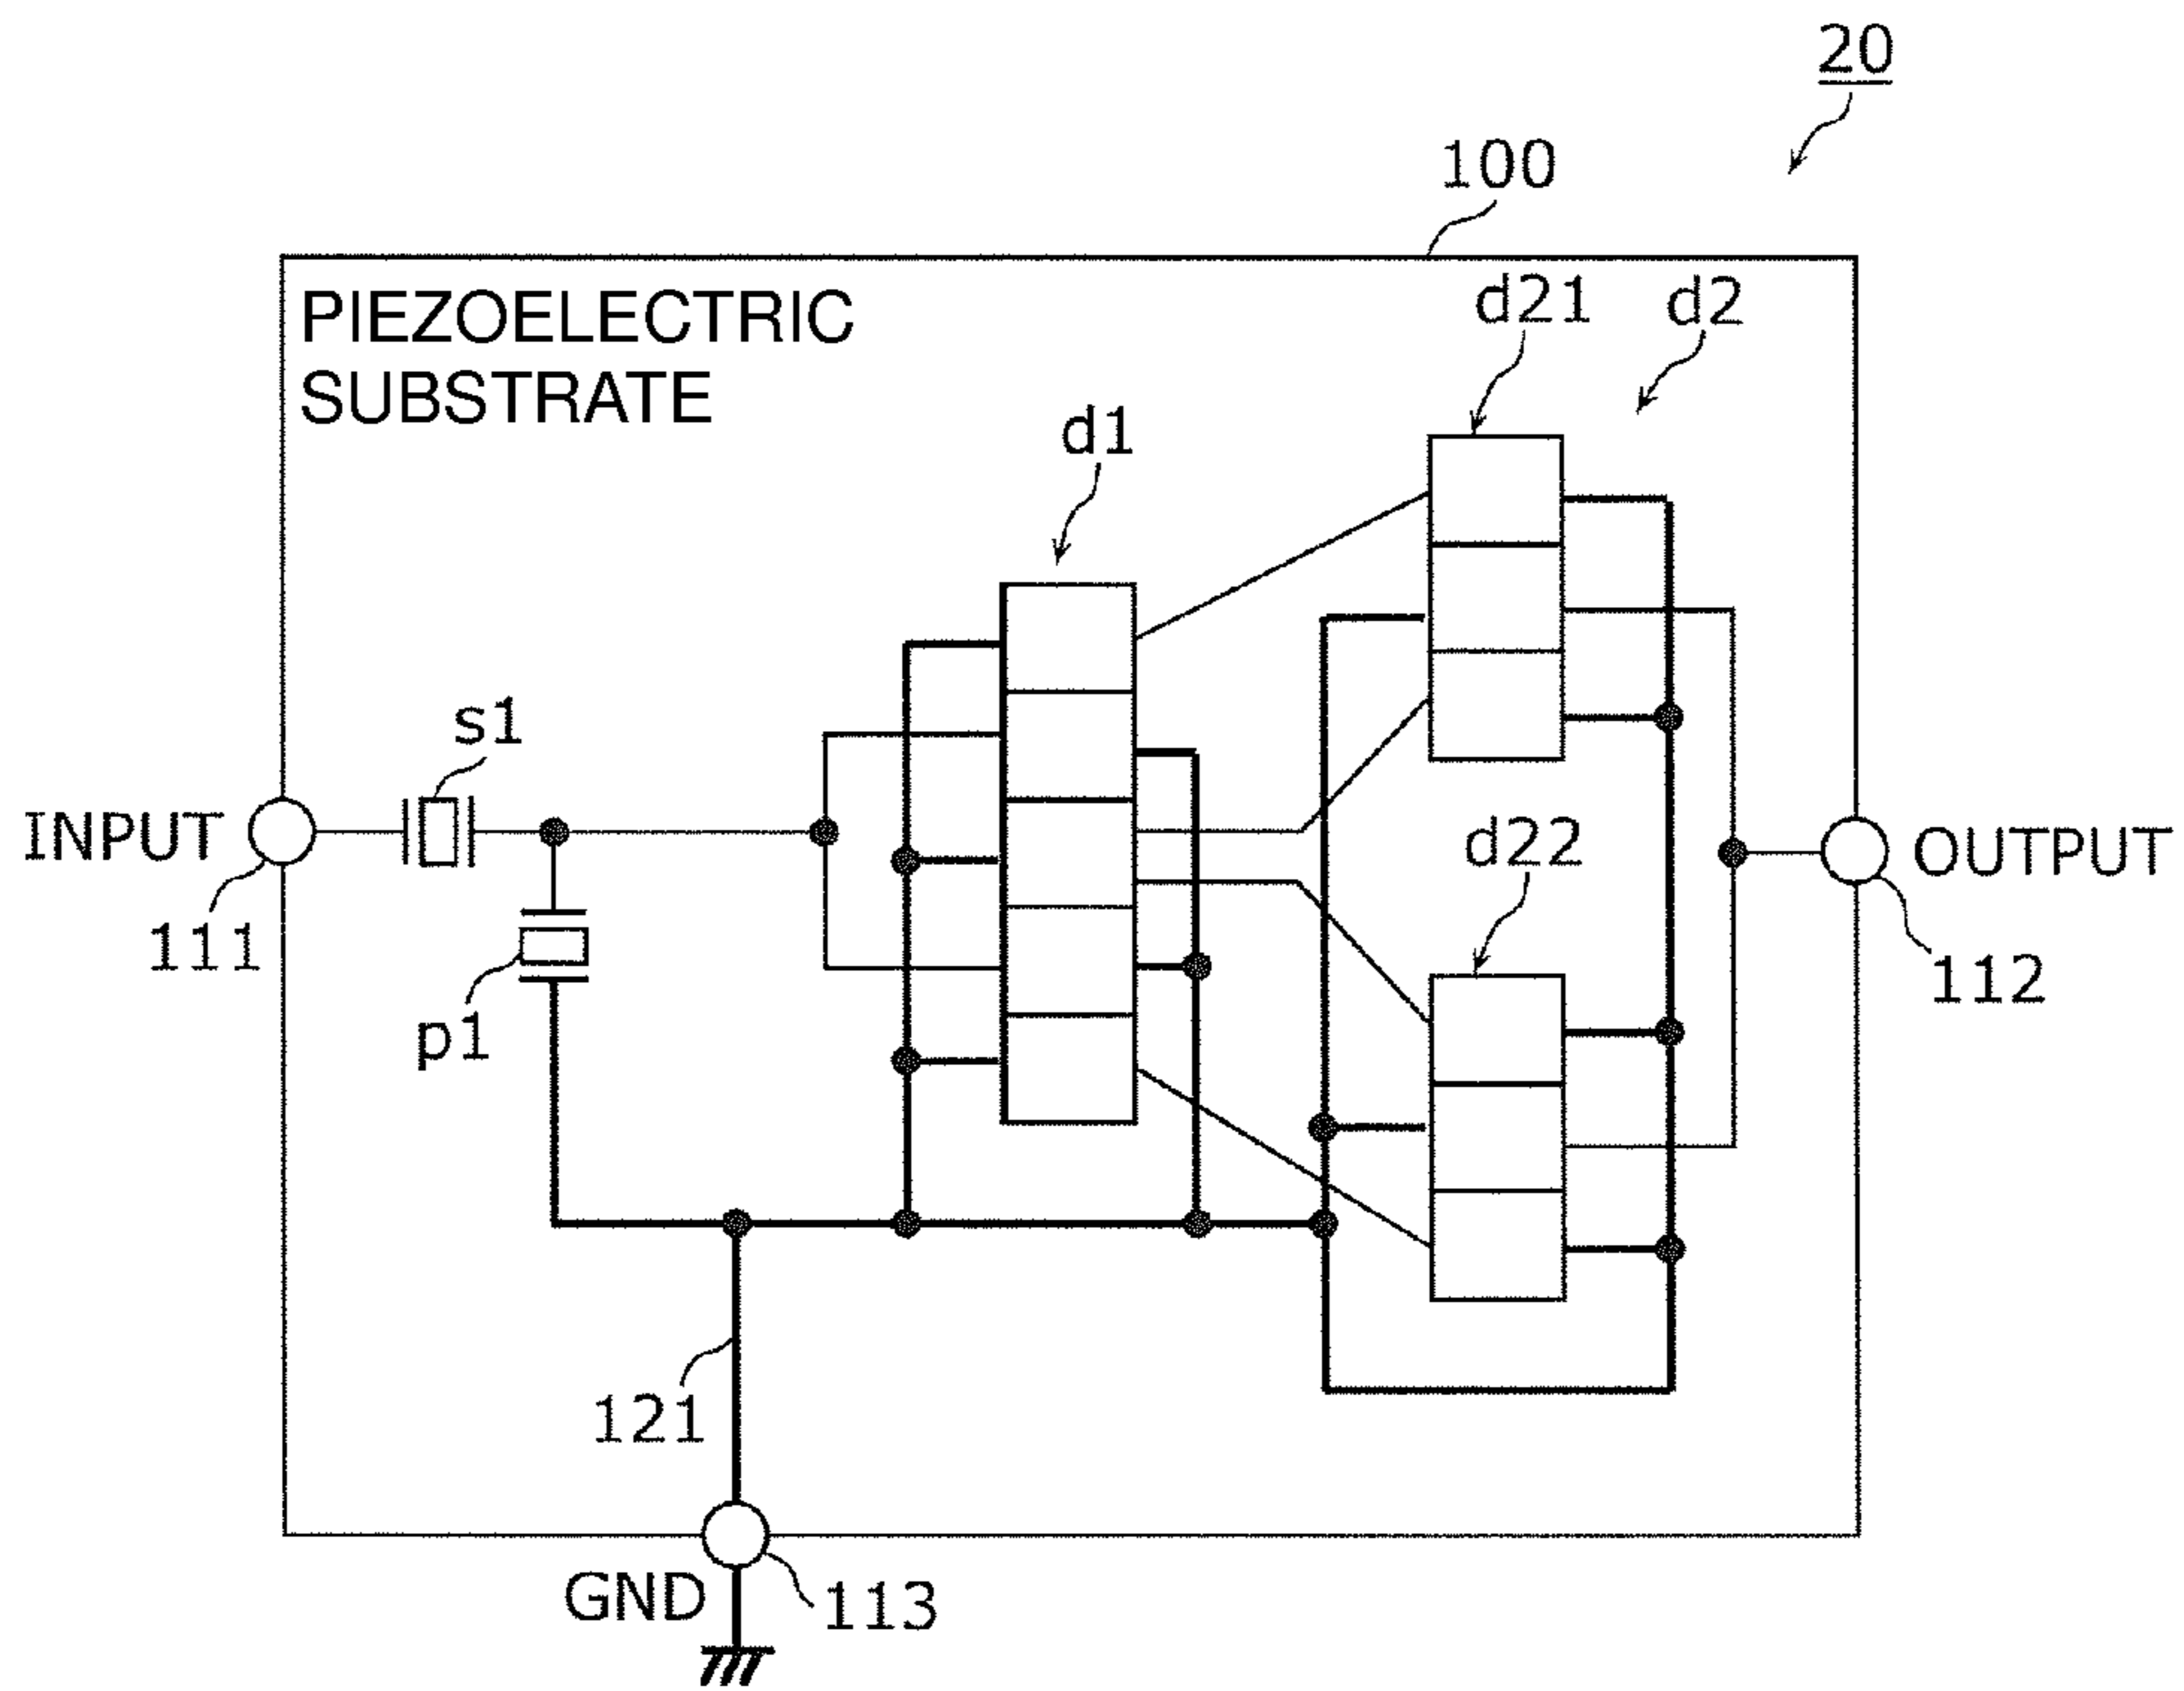 20
100
PIEZOELECTRIC
SUBSTRATE
d21
d2
d1
s1
INPUT
d22
OUTPUT
111
112
p1
121
GND
113